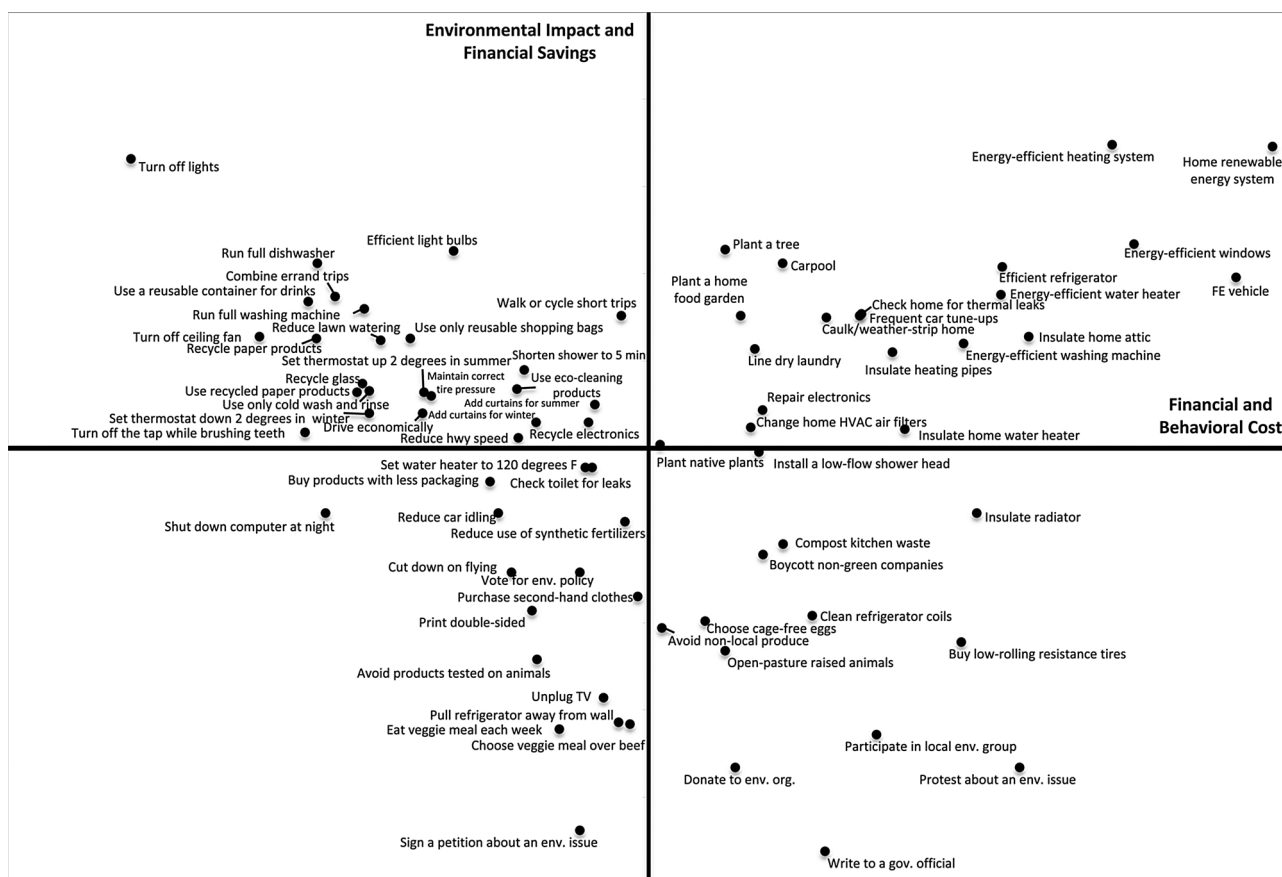 Environmental Impact and
Financial Savings
Turn off lights
Energy-efficient heating system
Home renewable
energy system
Efficient light bulbs
Run full dishwasher
Plant a tree
Energy-efficient windows
Combine errand trips
Carpool
Efficient refrigerator
Plant a home
food garden
Use a reusable container for drinks
Energy-efficient water heater
FE vehicle
Walk or cycle short trips
Check home for thermal leaks
Run full washing machine
Frequent car tune-ups
Reduce lawn watering
Use only reusable shopping bags
Caulk/weather-strip home
Turn off ceiling fan
Insulate home attic
Recycle paper products
Shorten shower to 5 min
Energy-efficient washing machine
Set thermostat up 2 degrees in summer
Line dry laundry
Insulate heating pipes
Recycle glass
Maintain correct
tire pressure
Use eco-cleaning
products
Use recycled paper products
Repair electronics
Use only cold wash and rinse
Add curtains for summer
Financial and
Behavioral Cost
Set thermostat down 2 degrees in winter
Add curtains for winter
Drive economically
Change home HVAC air filters
Turn off the tap while brushing teeth
Reduce hwy speed
Recycle electronics
Insulate home water heater
Set water heater to 120 degrees F
Plant native plants
Install a low-flow shower head
Buy products with less packaging
Check toilet for leaks
Shut down computer at night
Reduce car idling
Insulate radiator
Reduce use of synthetic fertilizers
Compost kitchen waste
Cut down on flying
Boycott non-green companies
Vote for env. policy
Purchase second-hand clothes
Print double-sided
Clean refrigerator coils
Choose cage-free eggs
Avoid non-local produce
Buy low-rolling resistance tires
Open-pasture raised animals
Avoid products tested on animals
Unplug TV
Pull refrigerator away from wall
Eat veggie meal each week
Choose veggie meal over beef
Participate in local env. group
Donate to env. org.
Protest about an env. issue
Sign a petition about an env. issue
Write to a gov. official